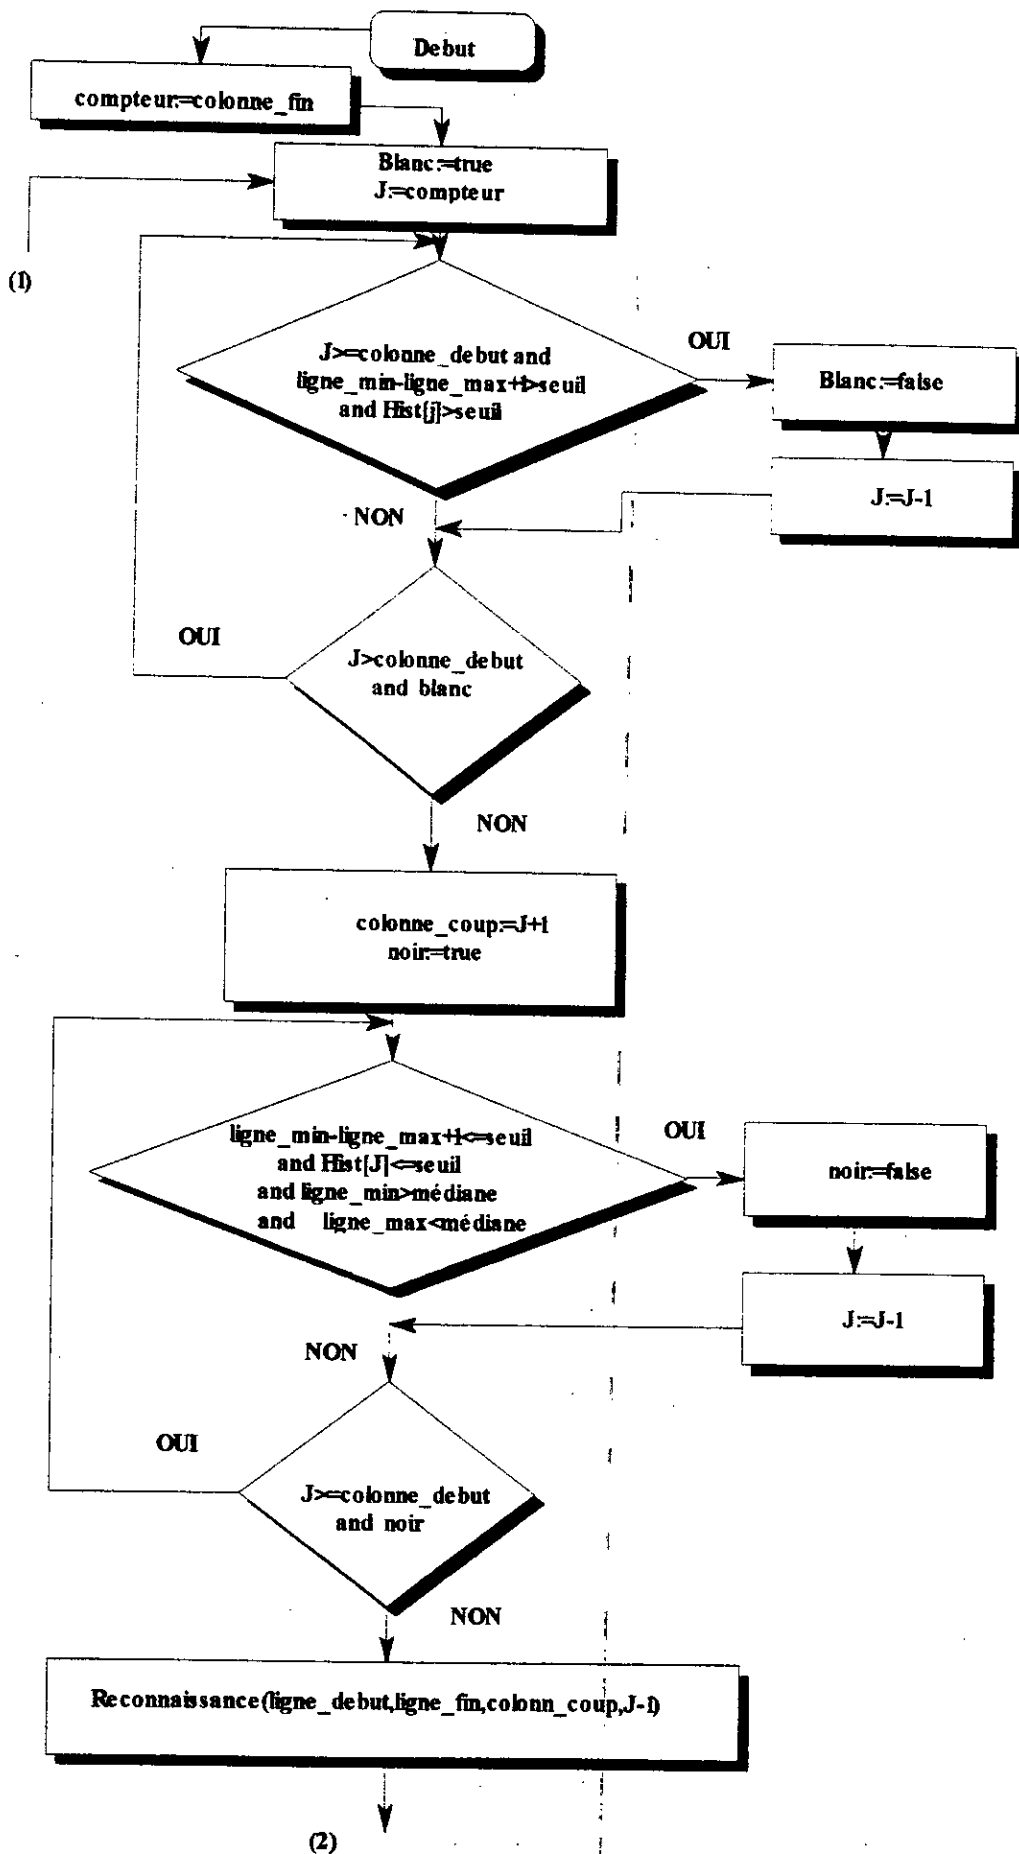 Debut
compteur:=colonne_fin
Blanc:=true
J:=compteur
(1)
J>=colonne_debut and
ligne_min-ligne_max+1>seuil
and Hist[j]>seuil
OUI
Blanc:=false
J:=J-1
NON
J>colonne_debut
and blanc
OUI
NON
colonne_coup:=J+1
noir:=true
ligne_min-ligne_max+1<=seuil
and Hist[J]<=seuil
and ligne_min>médiane
and ligne_max<médiane
OUI
noir:=false
J:=J-1
NON
OUI
J>=colonne_debut
and noir
NON
Reconnaissance(ligne_debut,ligne_fin,colonn_coup,J-1)
(2)